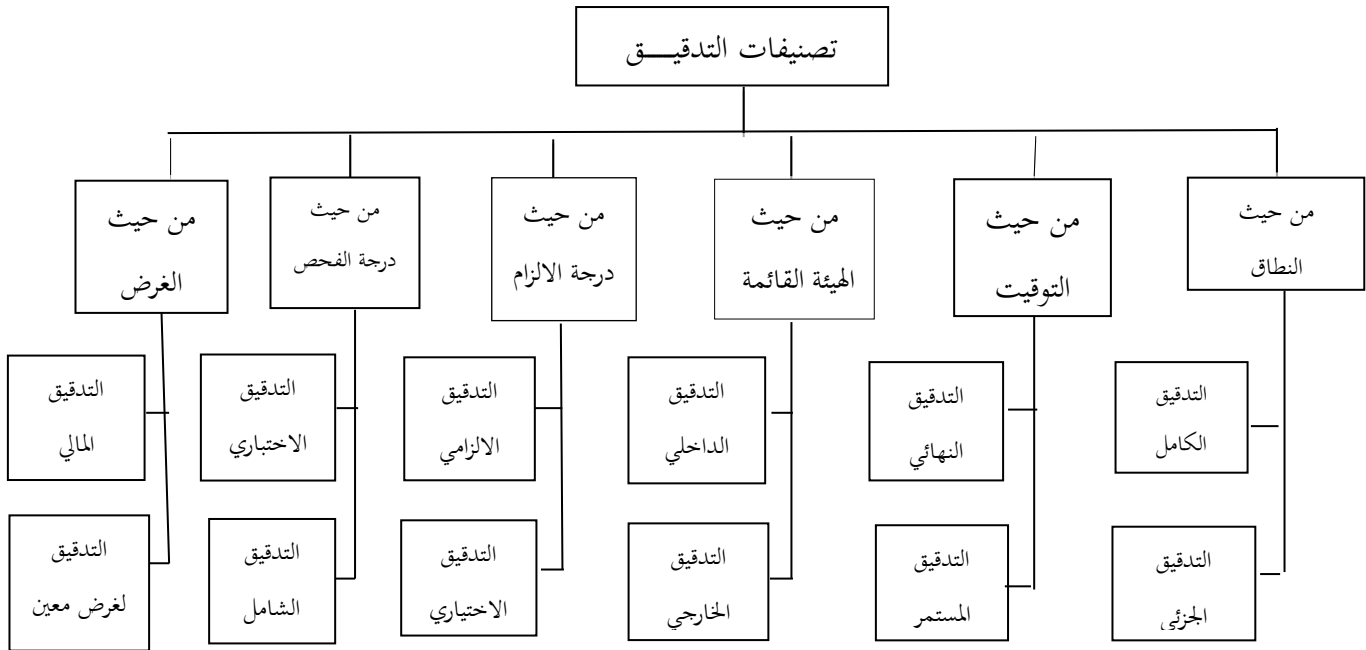 تصنيفات التدقيـــــق
من حيث
النطاق
من حيث
التوقيت
من حيث
الهيئة القائمة
من حيث
درجة الالزام
من حيث
درجة الفحص
من حيث
الغرض
التدقيق
الكامل
التدقيق
النهائي
التدقيق
الداخلي
التدقيق
الالزامي
التدقيق
الاختباري
التدقيق
المالي
التدقيق
الجزئي
التدقيق
المستمر
التدقيق
الخارجي
التدقيق
الاختياري
التدقيق
الشامل
التدقيق
لغرض معين